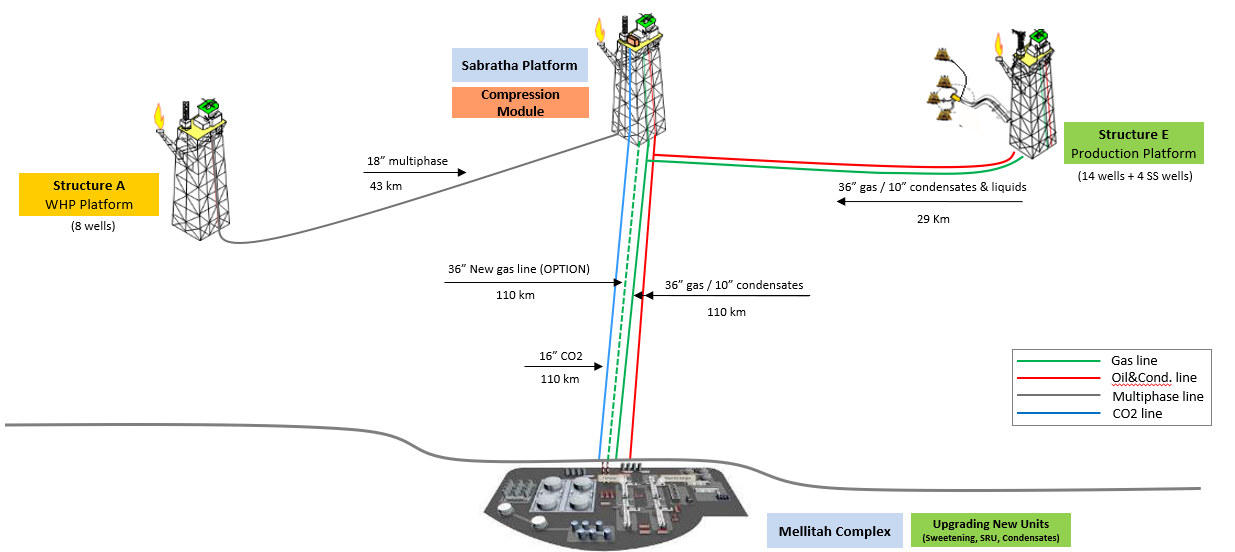 Sabratha Platform
Compression
Module
Structure E
Production Platform
(14 wells + 4 SS wells)
18” multiphase
43 km
Structure A
WHP Platform
(8 wells)
36” gas / 10” condensates & liquids
29 Km
36” New gas line (OPTION)
110 km
36” gas / 10” condensates
110 km
16” CO2
110 km
Gas line
Oil&Cond. line
Multiphase line
CO2 line
Mellitah Complex
Upgrading New Units
(Sweetening, SRU, Condensates)